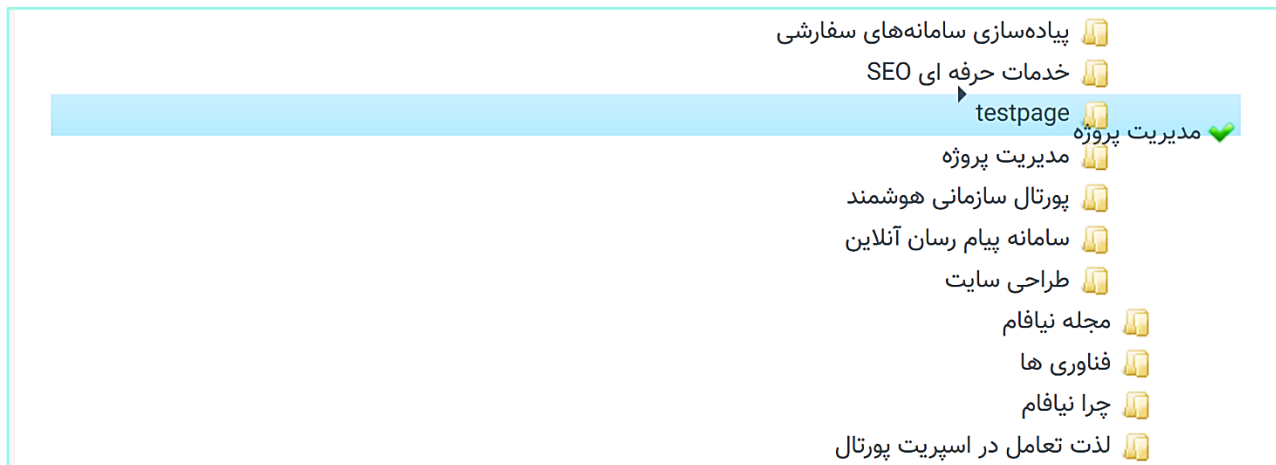 پیاده‌سازی سامانه‌های سفارشی
خدمات حرفه ای SEO
testpage
مدیریت پروژه
مدیریت پروژه
پورتال سازمانی هوشمند
سامانه پیام رسان آنلاین
طراحی سایت
مجله نیافام
فناوری ها
چرا نیافام
لذت تعامل در اسپریت پورتال